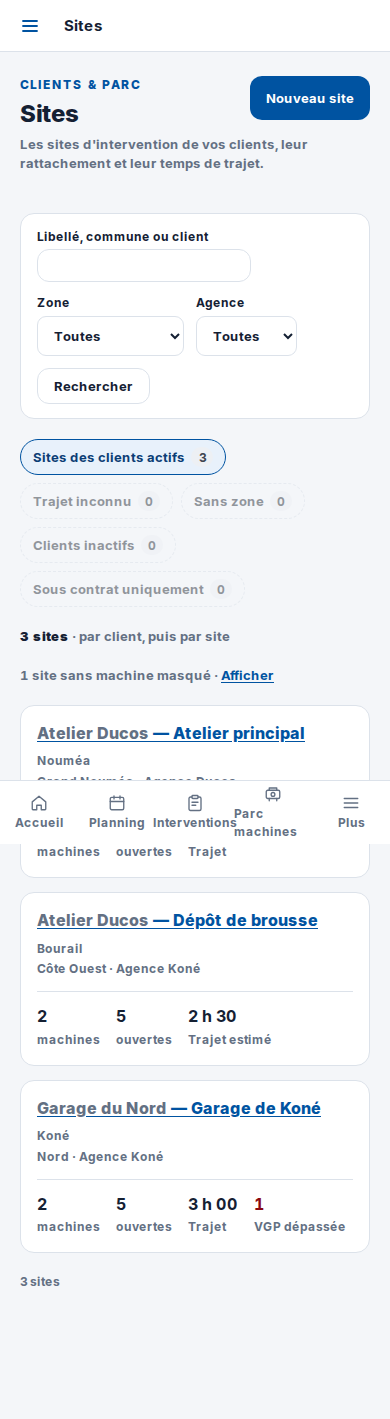 Sites
CLIENTS & PARC
Sites
Nouveau site
Les sites d'intervention de vos clients, leur
rattachement et leur temps de trajet.
Libellé, commune ou client
Zone
Agence
Toutes
Toutes
Rechercher
Sites des clients actifs 3
Trajet inconnu 0
Sans zone 0
Clients inactifs 0
Sous contrat uniquement 0
3 sites · par client, puis par site
1 site sans machine masqué · Afficher
Atelier Ducos — Atelier principal
Nouméa
Accueil
Planning
Interventions
Parc
machines
Plus
machines
ouvertes
Trajet
Atelier Ducos — Dépôt de brousse
Bourail
Côte Ouest · Agence Koné
2
5
2 h 30
machines
ouvertes
Trajet estimé
Garage du Nord — Garage de Koné
Koné
Nord · Agence Koné
2
5
3 h 00
1
machines
ouvertes
Trajet
VGP dépassée
3 sites